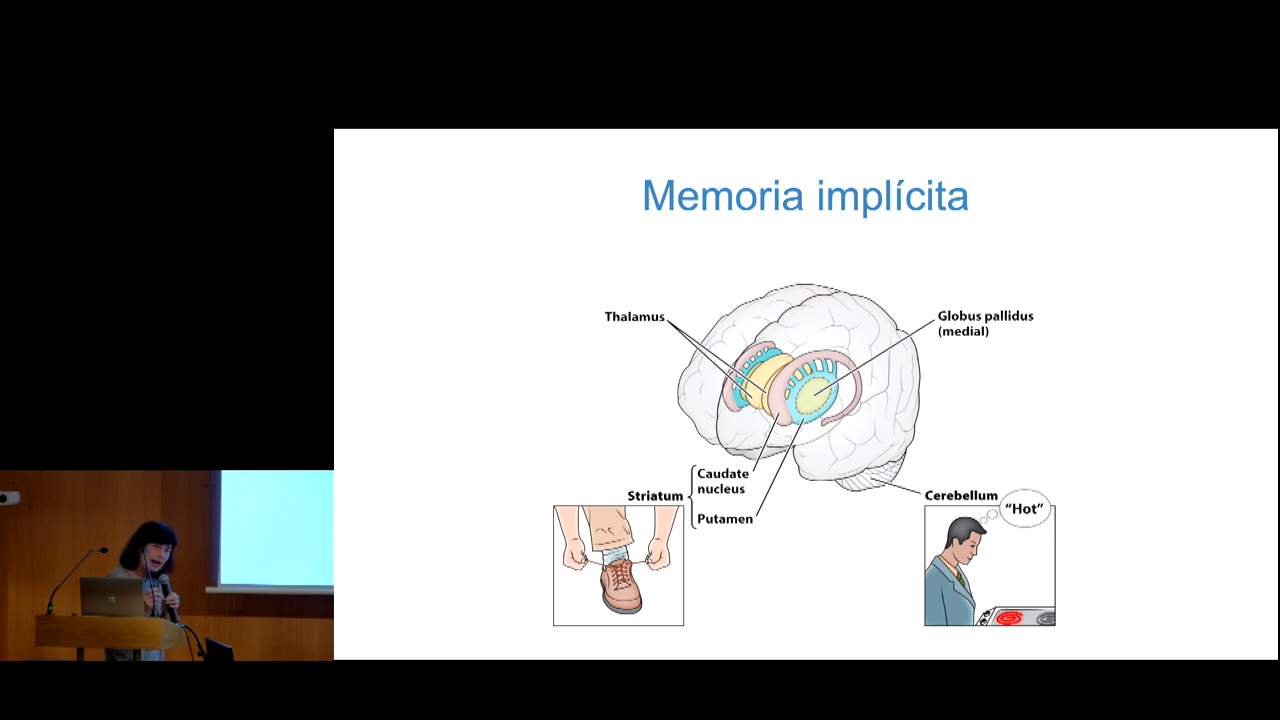 Memoria implícita
Thalamus
Globus pallidus
(medial)
Caudate
nucleus
Striatum
Putamen
Cerebellum
“Hot”